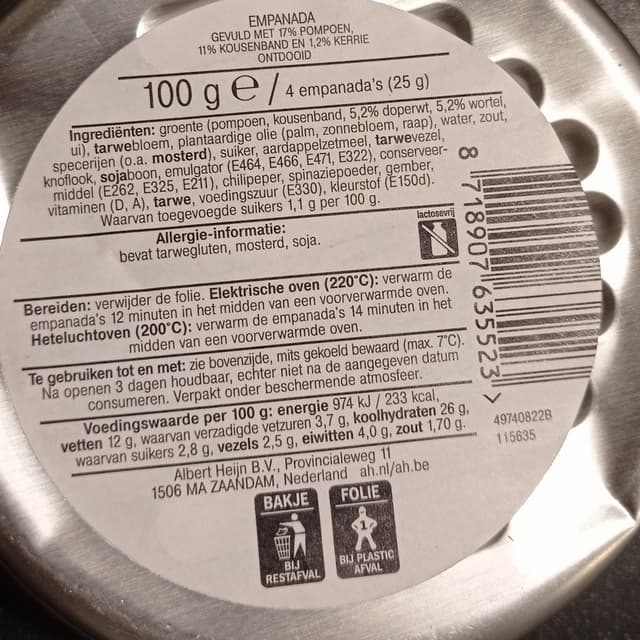 EMPANADA
GEVULD MET 17% POMPOEN,
11% KOUSENBAND EN 1,2% KERRIE
ONTDOOID
100 g e / 4 empanada's (25 g)
Ingrediënten: groente (pompoen, kousenband, 5,2% doperwt, 5,2% wortel,
ui), tarwebloem, plantaardige olie (palm, zonnebloem, raap), water, zout,
specerijen (o.a. mosterd), suiker, aardappelzetmeel, tarwevezel,
knoflook, sojaboon, emulgator (E464, E466, E471, E322), conserveer-
middel (E262, E325, E211), chilipeper, spinaziepoeder, gember,
vitaminen (D, A), tarwe, voedingszuur (E330), kleurstof (E150d).
Waarvan toegevoegde suikers 1,1 g per 100 g.
lactosevrij
Allergie-informatie:
bevat tarwegluten, mosterd, soja.
Bereiden: verwijder de folie. Elektrische oven (220°C): verwarm de
empanada's 12 minuten in het midden van een voorverwarmde oven.
Heteluchtoven (200°C): verwarm de empanada's 14 minuten in het
midden van een voorverwarmde oven.
Te gebruiken tot en met: zie bovenzijde, mits gekoeld bewaard (max. 7°C).
Na openen 3 dagen houdbaar, echter niet na de aangegeven datum
consumeren. Verpakt onder beschermende atmosfeer.
Voedingswaarde per 100 g: energie 974 kJ / 233 kcal,
vetten 12 g, waarvan verzadigde vetzuren 3,7 g, koolhydraten 26 g,
waarvan suikers 2,8 g, vezels 2,5 g, eiwitten 4,0 g, zout 1,70 g.
Albert Heijn B.V., Provincialeweg 11
1506 MA ZAANDAM, Nederland ah.nl/ah.be
8 718907 635523 >
49740822B
115635
BAKJE
BIJ
RESTAFVAL
FOLIE
1
BIJ PLASTIC
AFVAL